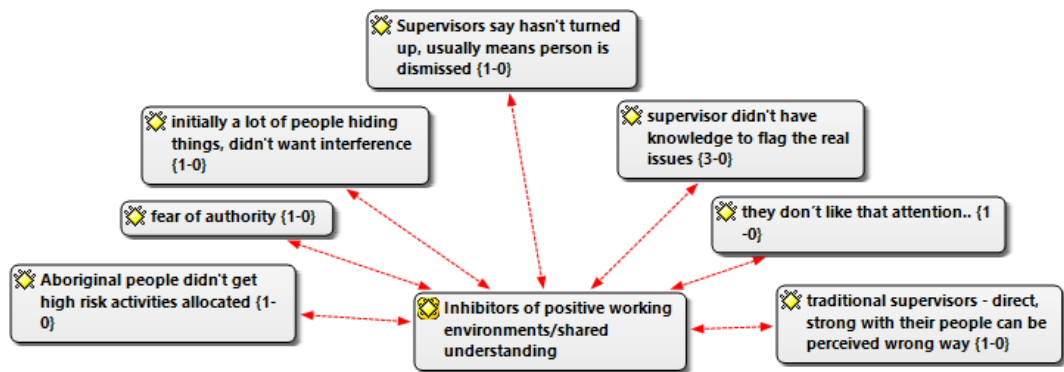 Supervisors say hasn't turned
up, usually means person is
dismissed {1-0}
initially a lot of people hiding
things, didn't want interference
{1-0}
supervisor didn't have
knowledge to flag the real
issues {3-0}
fear of authority {1-0}
they don´t like that attention.. {1
-0}
Aboriginal people didn't get
high risk activities allocated {1-
0}
Inhibitors of positive working
environments/shared
understanding
traditional supervisors - direct,
strong with their people can be
perceived wrong way {1-0}